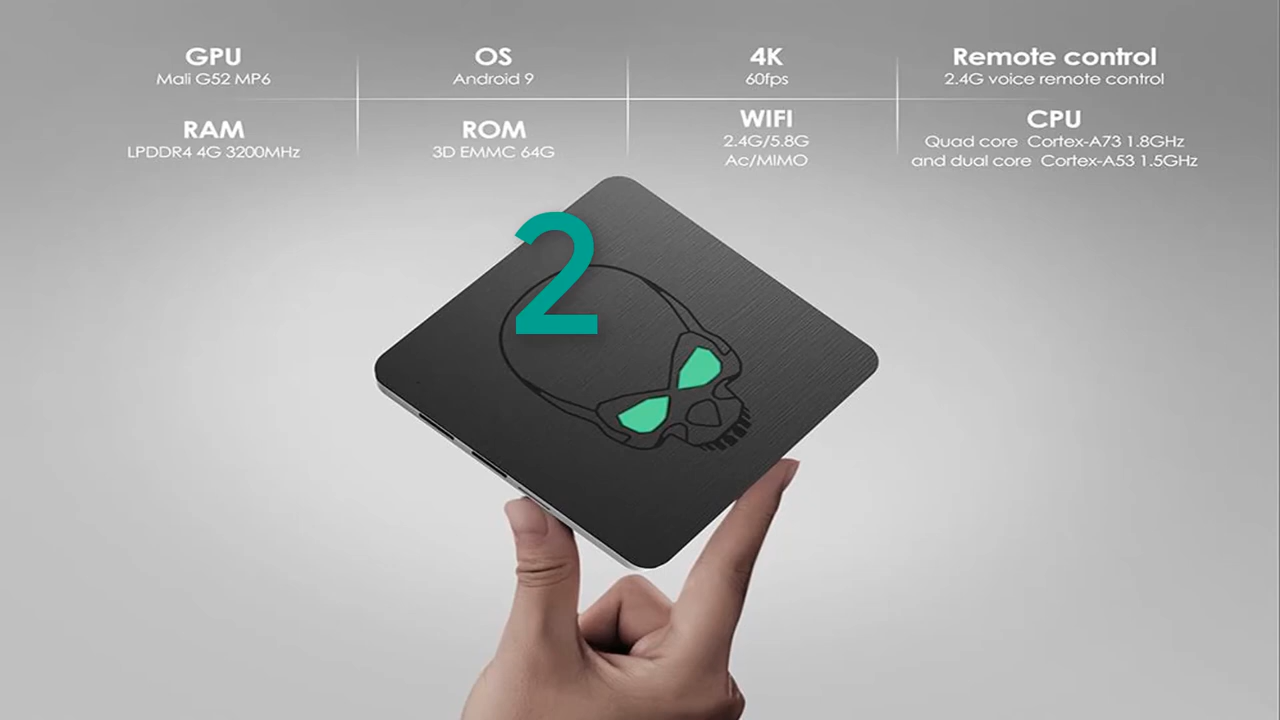 GPU
Mali G52 MP6
OS
Android 9
4K
60fps
Remote control
2.4G voice remote control
RAM
LPDDR4 4G 3200MHz
ROM
3D EMMC 64G
WIFI
2.4G/5.8G
Ac/MIMO
CPU
Quad core Cortex-A73 1.8GHz
and dual core Cortex-A53 1.5GHz
2